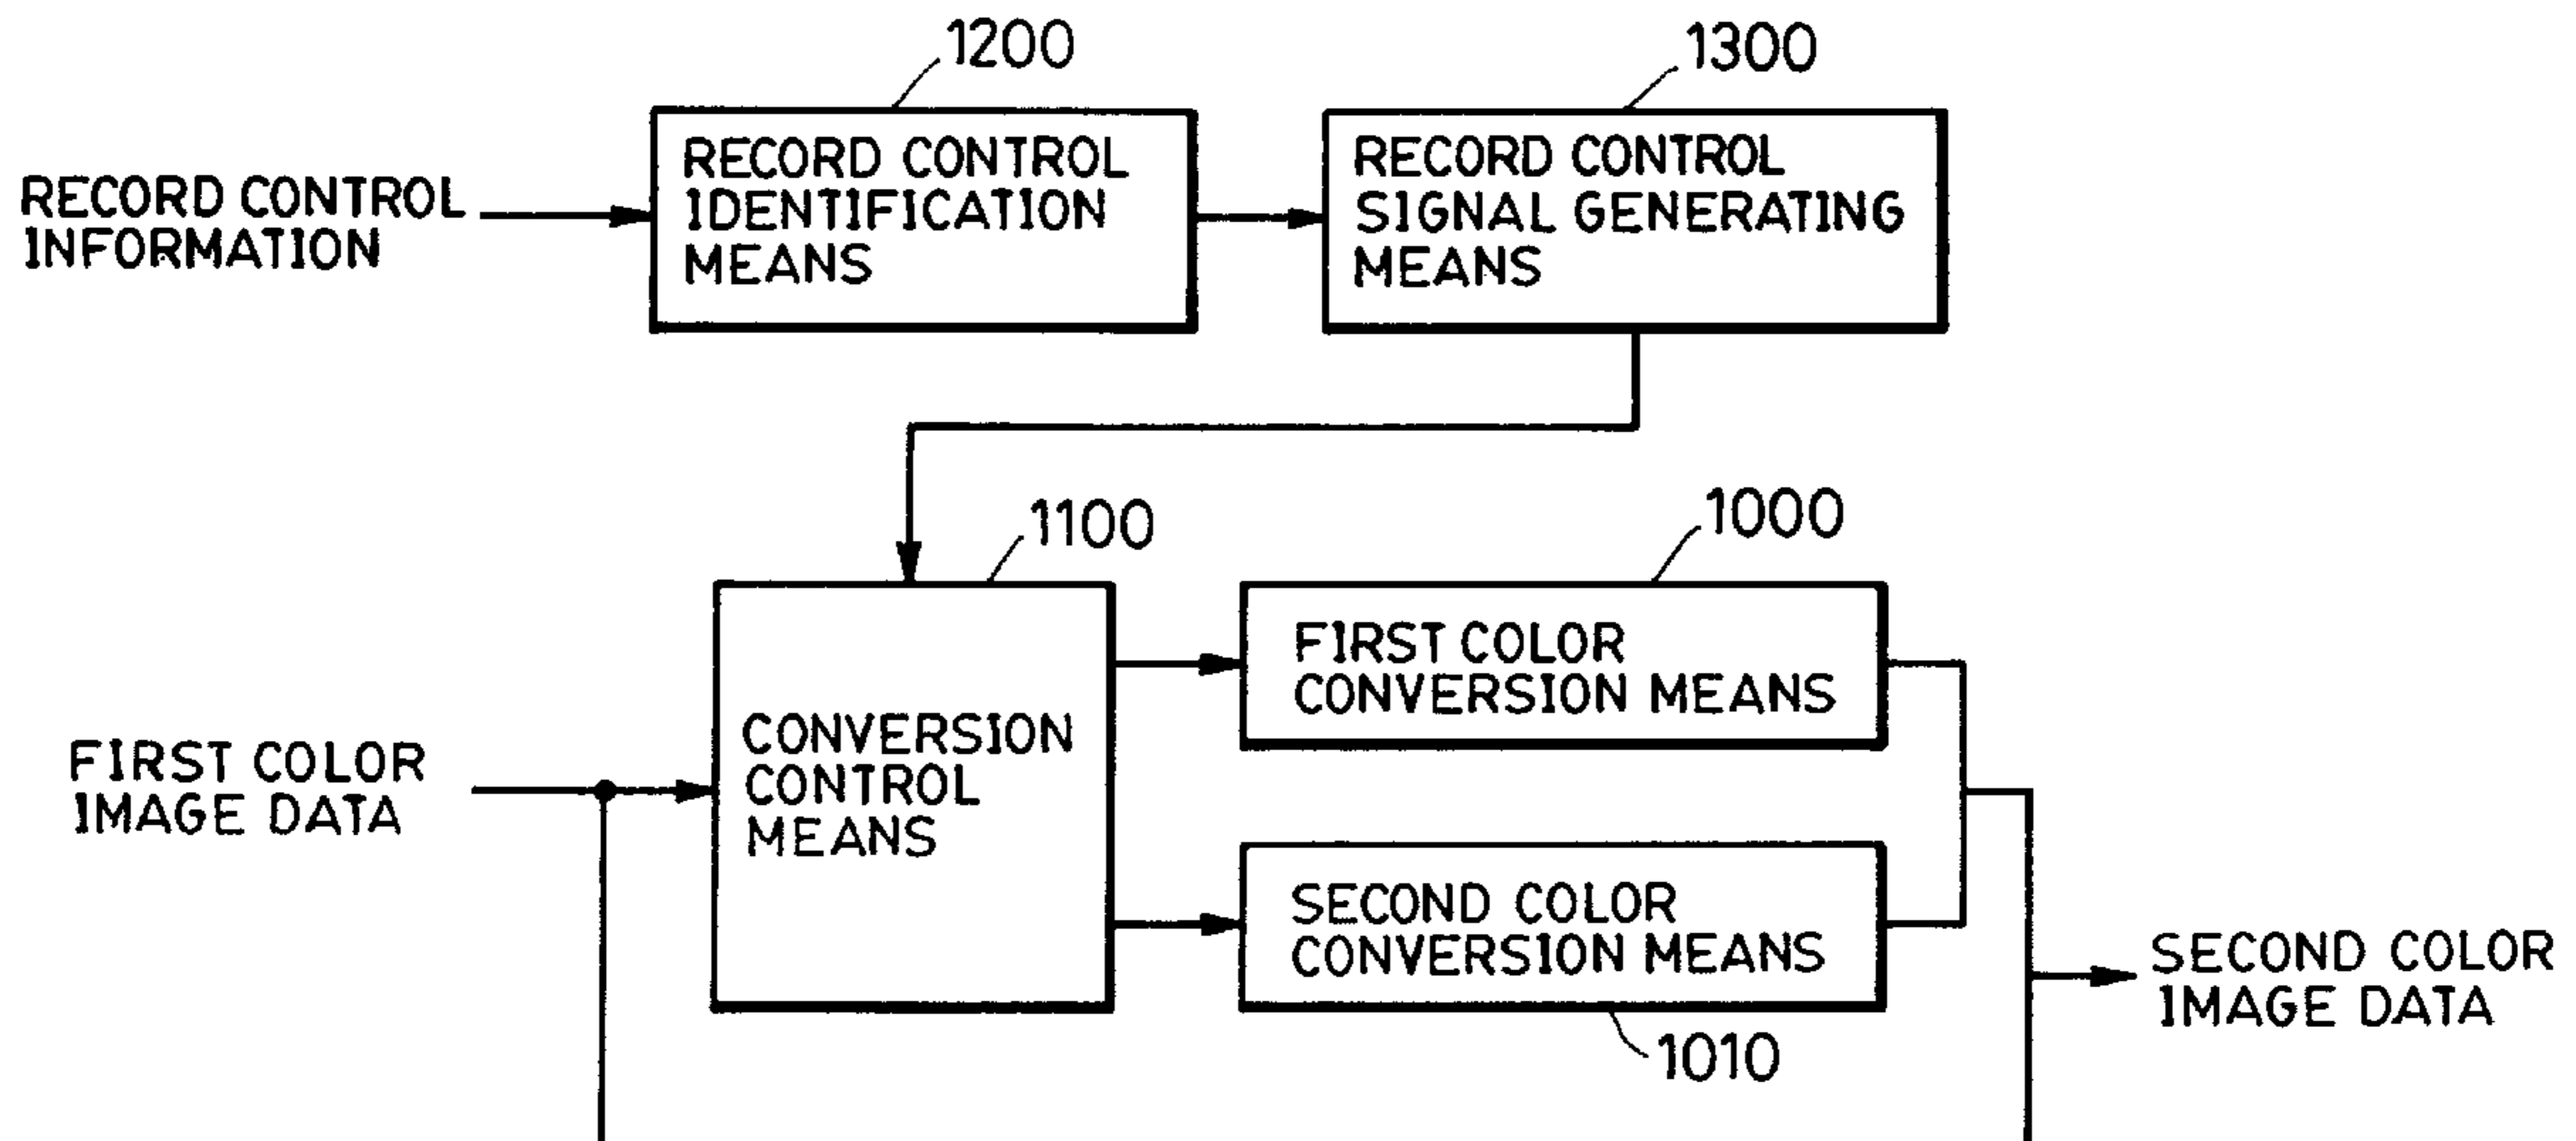 1200
1300
RECORD CONTROL
INFORMATION
RECORD CONTROL
IDENTIFICATION
MEANS
RECORD CONTROL
SIGNAL GENERATING
MEANS
1100
1000
FIRST COLOR
IMAGE DATA
CONVERSION
CONTROL
MEANS
FIRST COLOR
CONVERSION MEANS
SECOND COLOR
CONVERSION MEANS
1010
SECOND COLOR
IMAGE DATA